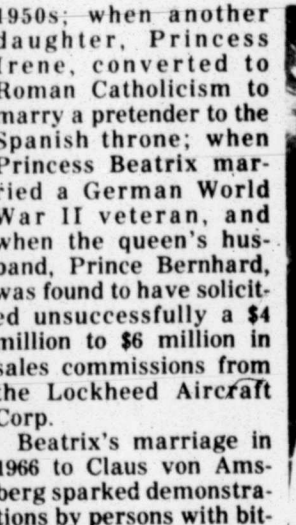 1950s; when another
daughter, Princess
Irene, converted to
Roman Catholicism to
marry a pretender to the
Spanish throne; when
Princess Beatrix mar-
ried a German World
War II veteran, and
when the queen's hus-
band, Prince Bernhard,
was found to have solicit-
ed unsuccessfully a $4
million to $6 million in
sales commissions from
the Lockheed Aircraft
Corp.
Beatrix's marriage in
1966 to Claus von Ams-
berg sparked demonstra-
tions by persons with bit-